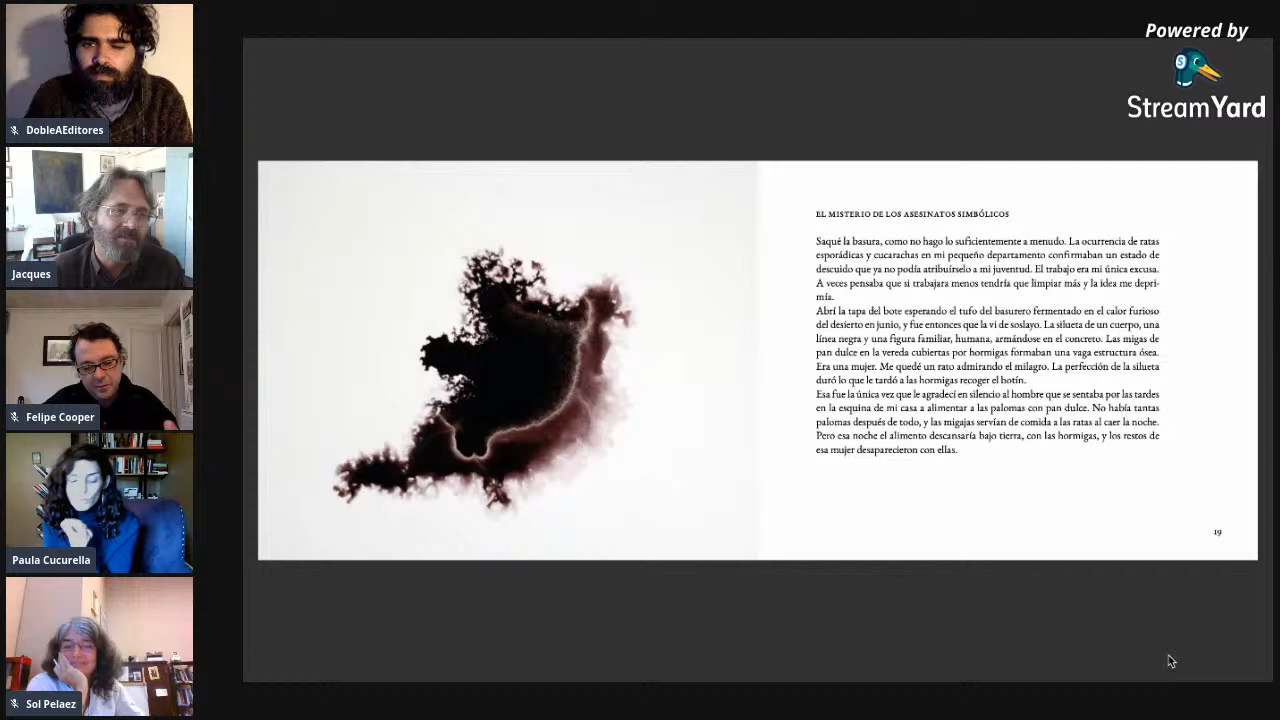 Powered by
StreamYard
DobleAEditores
Jacques
Felipe Cooper
Paula Cucurella
Sol Pelaez
EL MISTERIO DE LOS ASESINATOS SIMBÓLICOS
Saqué la basura, como no hago lo suficientemente a menudo. La ocurrencia de ratas
esporádicas y cucarachas en mi pequeño departamento confirmaban un estado de
descuido que ya no podía atribuírselo a mi juventud. El trabajo era mi única excusa.
A veces pensaba que si trabajara menos tendría que limpiar más y la idea me depri-
mía.
Abrí la tapa del bote esperando el tufo del basurero fermentado en el calor furioso
del desierto en junio, y fue entonces que la vi de soslayo. La silueta de un cuerpo, una
línea negra y una figura familiar, humana, armándose en el concreto. Las migas de
pan dulce en la vereda cubiertas por hormigas formaban una vaga estructura ósea.
Era una mujer. Me quedé un rato admirando el milagro. La perfección de la silueta
duró lo que le tardó a las hormigas recoger el botín.
Esa fue la única vez que le agradecí en silencio al hombre que se sentaba por las tardes
en la esquina de mi casa a alimentar a las palomas con pan dulce. No había tantas
palomas después de todo, y las migajas servían de comida a las ratas al caer la noche.
Pero esa noche el alimento descansaría bajo tierra, con las hormigas, y los restos de
esa mujer desaparecieron con ellas.
19